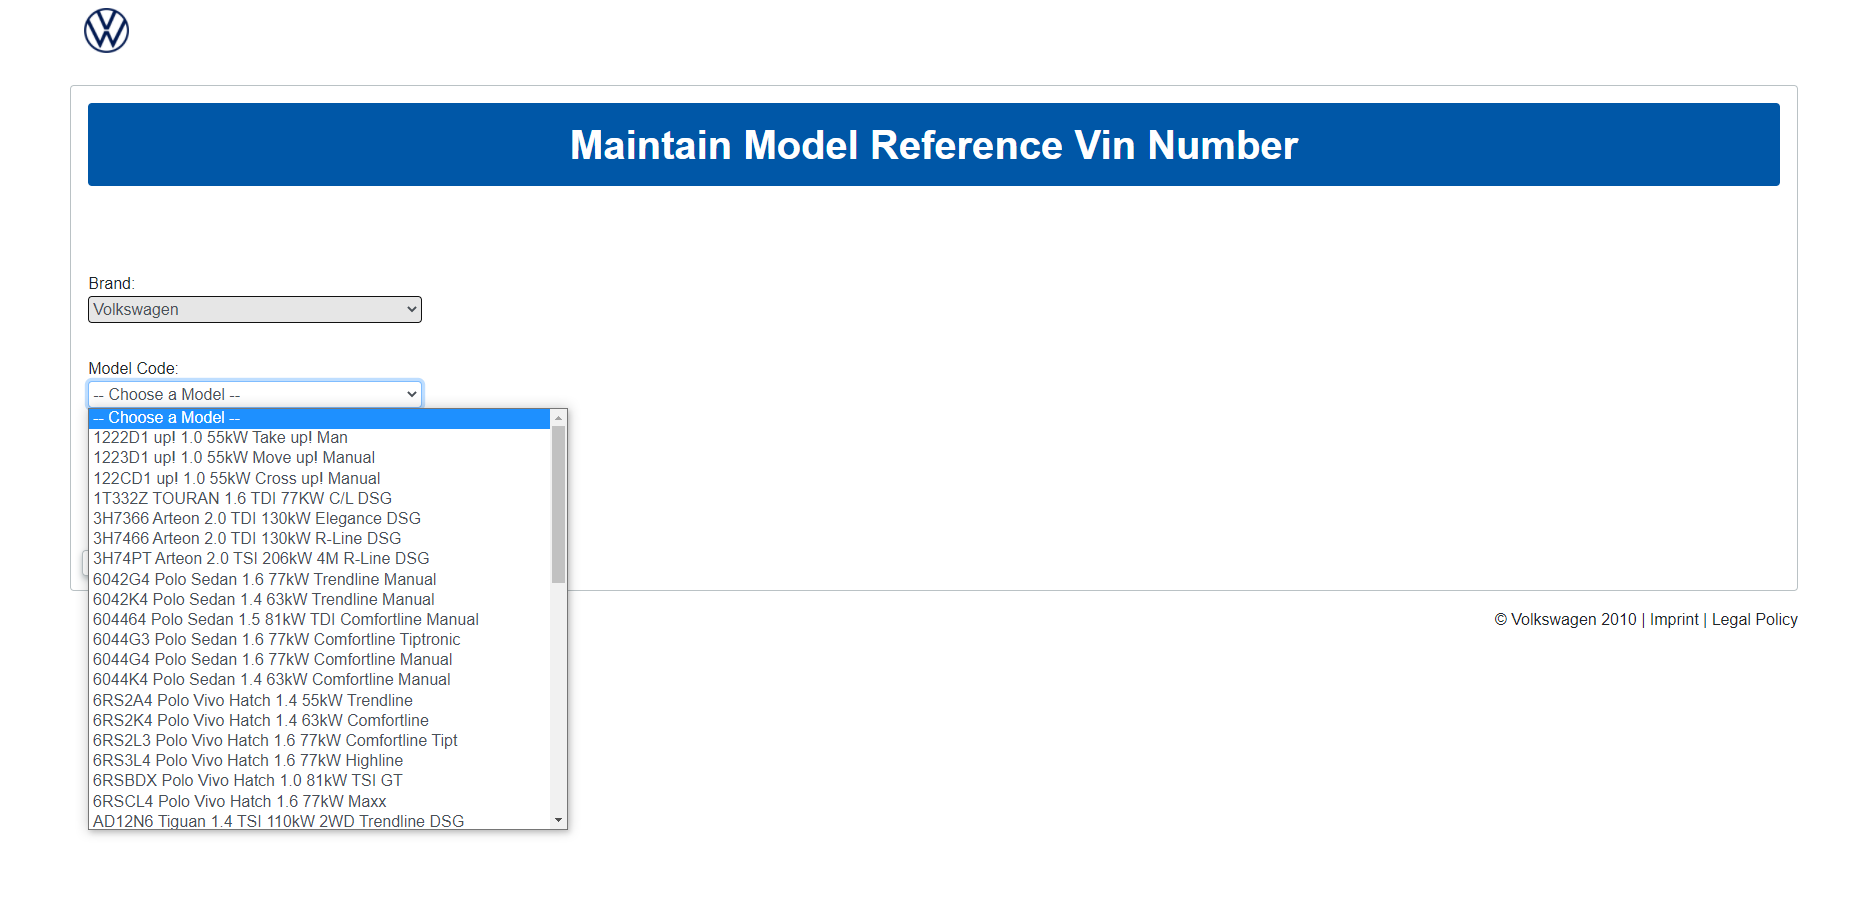 Maintain Model Reference Vin Number
Brand:
Volkswagen
Model Code:
-- Choose a Model --
-- Choose a Model --
1222D1 up! 1.0 55kW Take up! Man
1223D1 up! 1.0 55kW Move up! Manual
122CD1 up! 1.0 55kW Cross up! Manual
1T332Z TOURAN 1.6 TDI 77KW C/L DSG
3H7366 Arteon 2.0 TDI 130kW Elegance DSG
3H7466 Arteon 2.0 TDI 130kW R-Line DSG
3H74PT Arteon 2.0 TSI 206kW 4M R-Line DSG
6042G4 Polo Sedan 1.6 77kW Trendline Manual
6042K4 Polo Sedan 1.4 63kW Trendline Manual
604464 Polo Sedan 1.5 81kW TDI Comfortline Manual
6044G3 Polo Sedan 1.6 77kW Comfortline Tiptronic
6044G4 Polo Sedan 1.6 77kW Comfortline Manual
6044K4 Polo Sedan 1.4 63kW Comfortline Manual
6RS2A4 Polo Vivo Hatch 1.4 55kW Trendline
6RS2K4 Polo Vivo Hatch 1.4 63kW Comfortline
6RS2L3 Polo Vivo Hatch 1.6 77kW Comfortline Tipt
6RS3L4 Polo Vivo Hatch 1.6 77kW Highline
6RSBDX Polo Vivo Hatch 1.0 81kW TSI GT
6RSCL4 Polo Vivo Hatch 1.6 77kW Maxx
AD12N6 Tiguan 1.4 TSI 110kW 2WD Trendline DSG
© Volkswagen 2010 | Imprint | Legal Policy